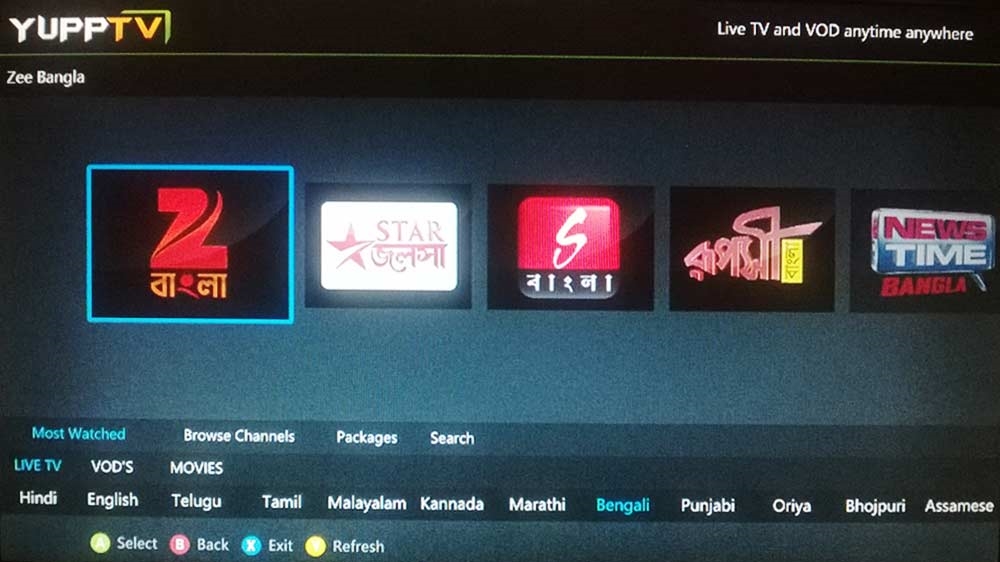 YUPPTV
Live TV and VOD anytime anywhere
Zee Bangla
Z
বাংলা
STAR
জলসা
S
বাংলা
রূপসী
বাংলা
NEWS
TIME
BANGLA
Most Watched Browse Channels Packages Search
LIVE TV VOD'S MOVIES
Hindi English Telugu Tamil Malayalam Kannada Marathi Bengali Punjabi Oriya Bhojpuri Assamese
A Select B Back X Exit Y Refresh